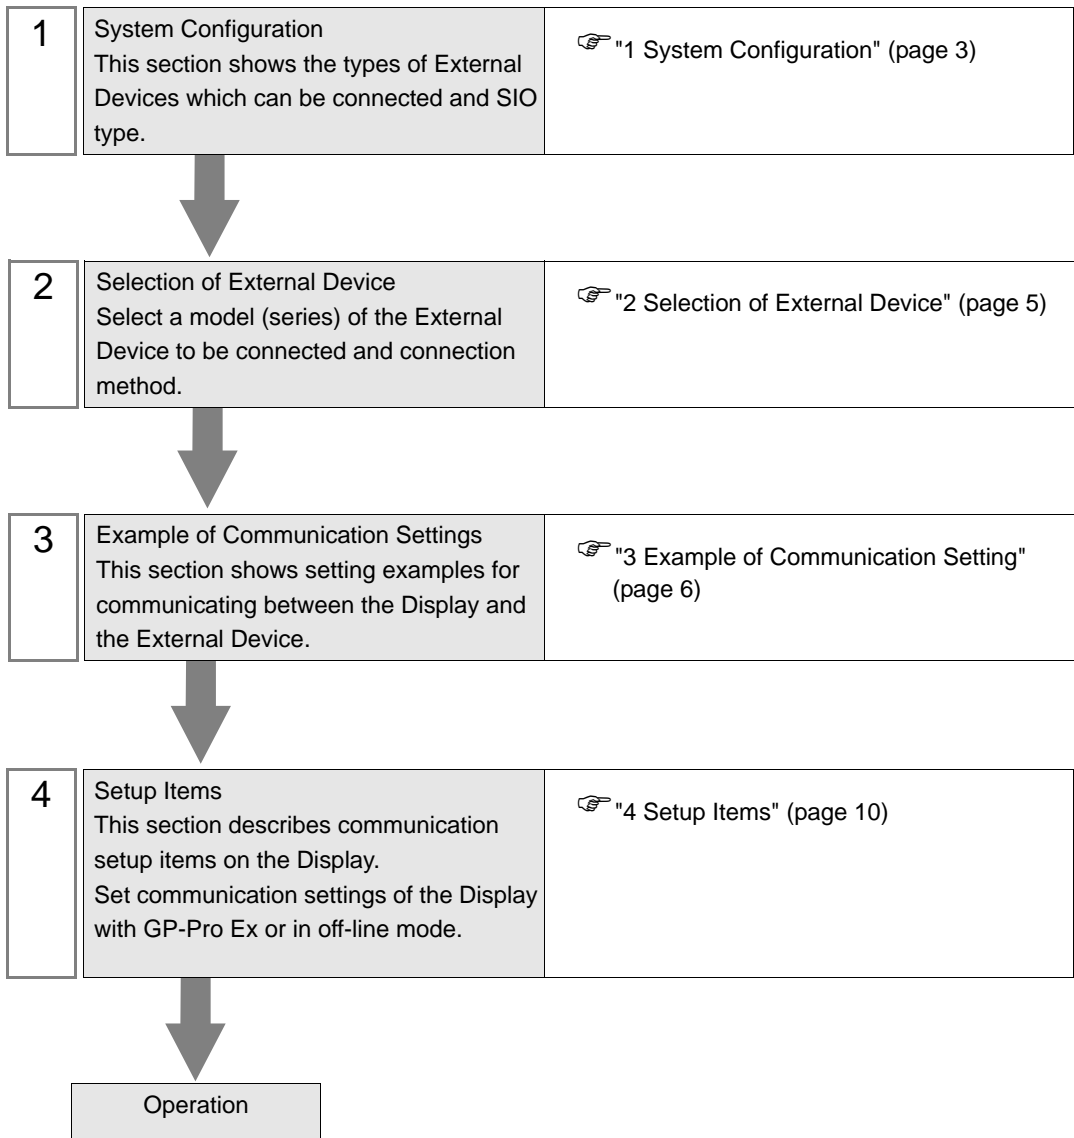 1
System Configuration
This section shows the types of External
Devices which can be connected and SIO
type.
"1 System Configuration" (page 3)
2
Selection of External Device
Select a model (series) of the External
Device to be connected and connection
method.
"2 Selection of External Device" (page 5)
3
Example of Communication Settings
This section shows setting examples for
communicating between the Display and
the External Device.
"3 Example of Communication Setting"
(page 6)
4
Setup Items
This section describes communication
setup items on the Display.
Set communication settings of the Display
with GP-Pro Ex or in off-line mode.
"4 Setup Items" (page 10)
Operation